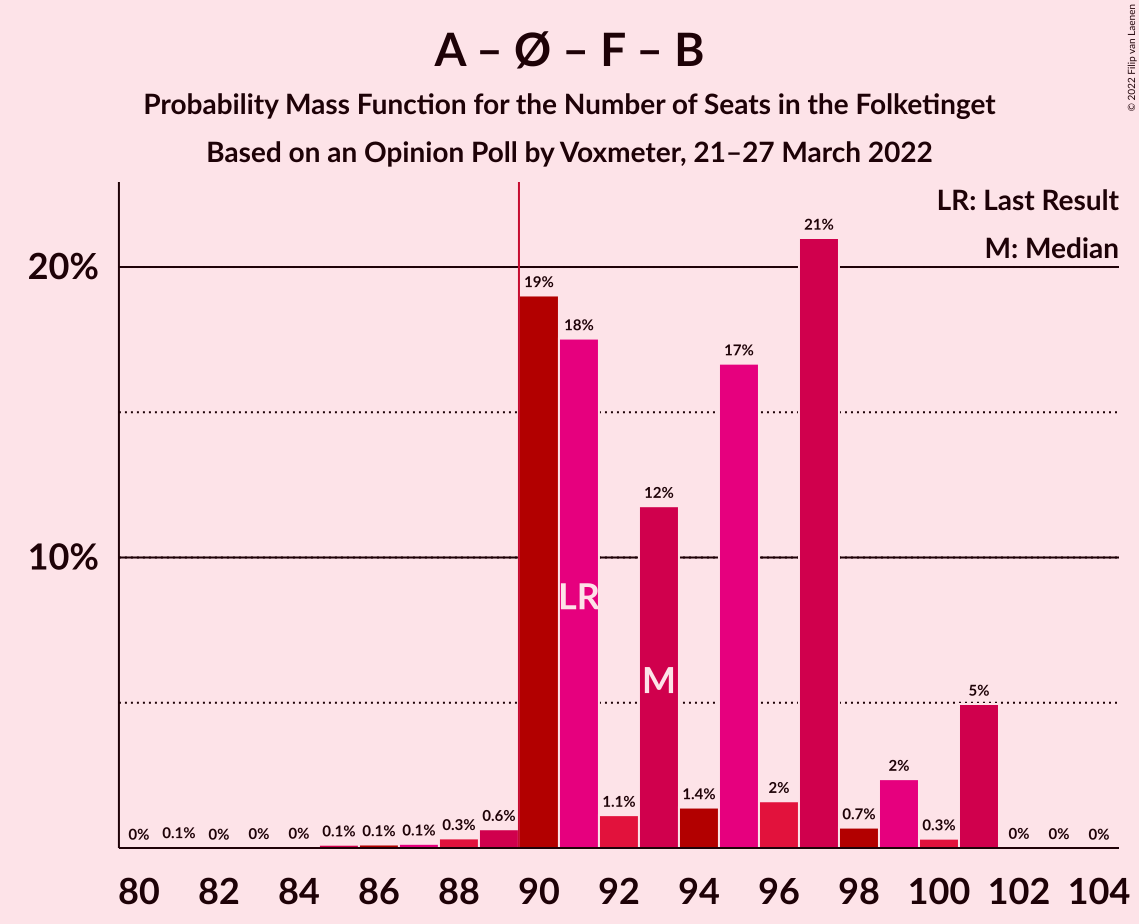 A – Ø – F – B
Probability Mass Function for the Number of Seats in the Folketinget
Based on an Opinion Poll by Voxmeter, 21–27 March 2022
© 2022 Filip van Laenen
LR: Last Result
M: Median
20%
10%
0% 0.1% 0% 0% 0% 0.1% 0.1% 0.1% 0.3% 0.6% 19% 18% 1.1% 12% 1.4% 17% 2% 21% 0.7% 2% 0.3% 5% 0% 0% 0%
LR
M
80 82 84 86 88 90 92 94 96 98 100 102 104